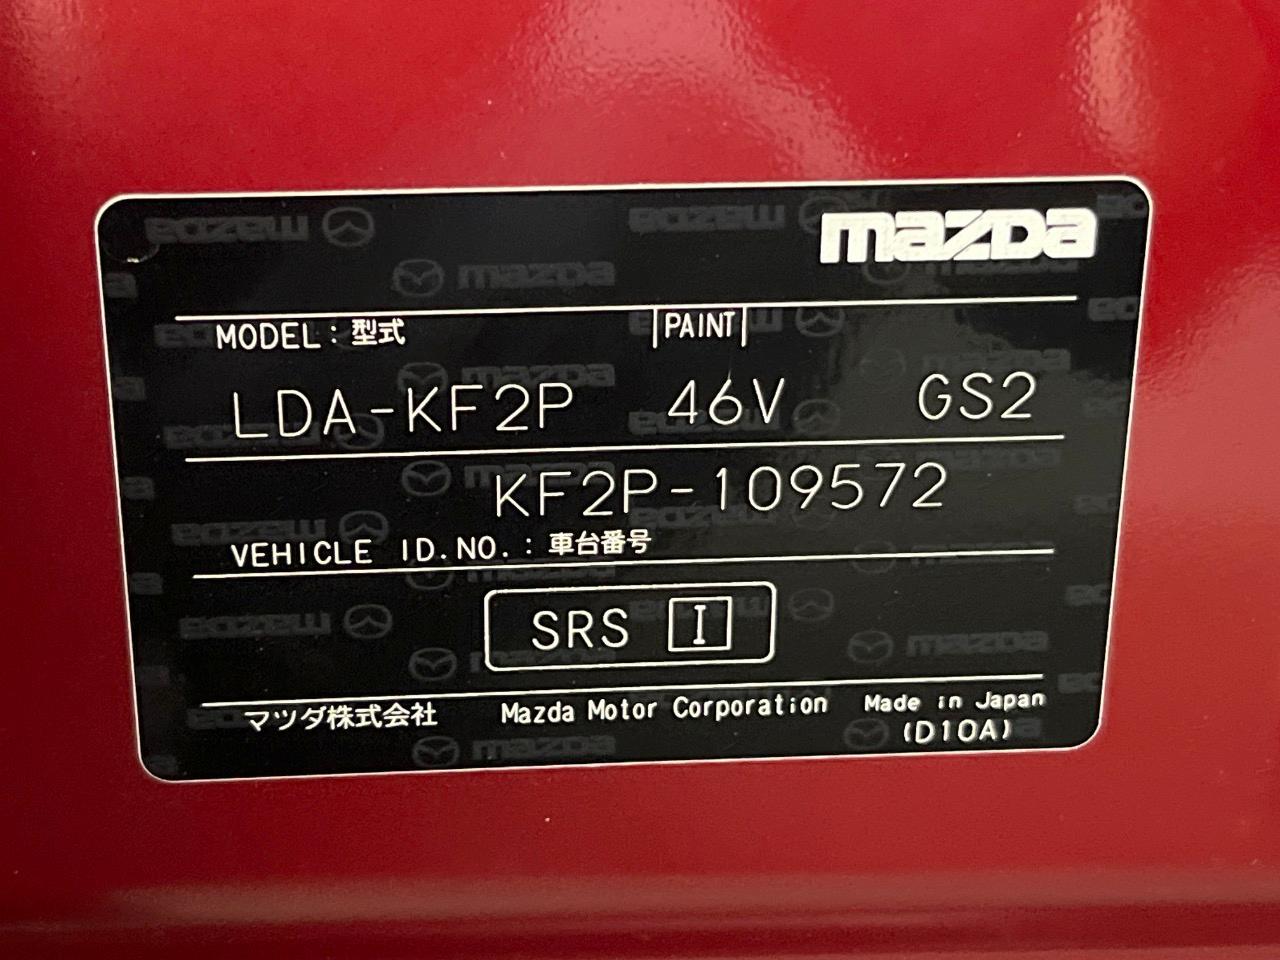 mazda
MODEL：型式 PAINT
LDA-KF2P 46V GS2
KF2P-109572
VEHICLE ID.NO.：車台番号
SRS I
マツダ株式会社 Mazda Motor Corporation Made in Japan
(D10A)